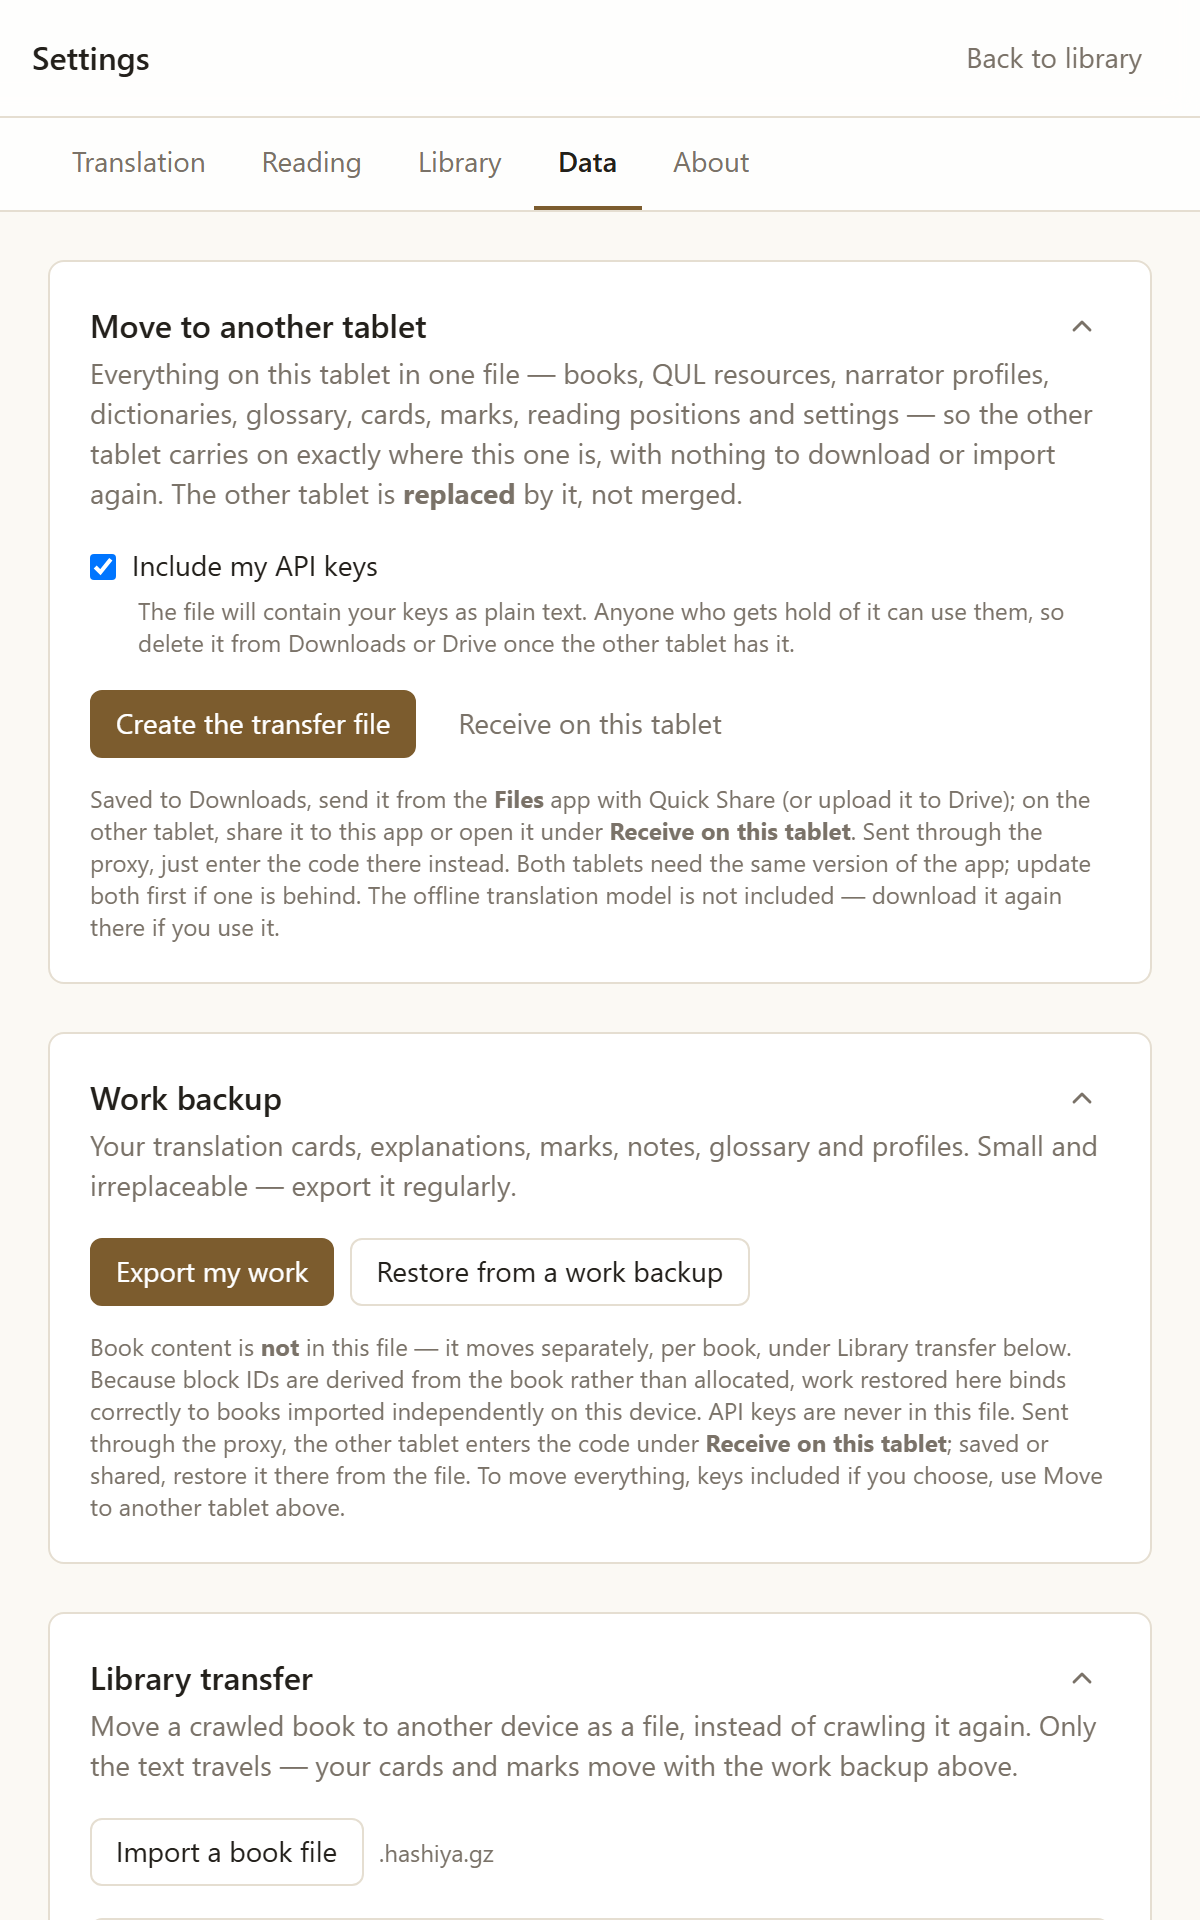 Settings
Back to library
Translation
Reading
Library
Data
About
Move to another tablet
Everything on this tablet in one file — books, QUL resources, narrator profiles,
dictionaries, glossary, cards, marks, reading positions and settings — so the other
tablet carries on exactly where this one is, with nothing to download or import
again. The other tablet is replaced by it, not merged.
Include my API keys
The file will contain your keys as plain text. Anyone who gets hold of it can use them, so
delete it from Downloads or Drive once the other tablet has it.
Create the transfer file
Receive on this tablet
Saved to Downloads, send it from the Files app with Quick Share (or upload it to Drive); on the
other tablet, share it to this app or open it under Receive on this tablet. Sent through the
proxy, just enter the code there instead. Both tablets need the same version of the app; update
both first if one is behind. The offline translation model is not included — download it again
there if you use it.
Work backup
Your translation cards, explanations, marks, notes, glossary and profiles. Small and
irreplaceable — export it regularly.
Export my work
Restore from a work backup
Book content is not in this file — it moves separately, per book, under Library transfer below.
Because block IDs are derived from the book rather than allocated, work restored here binds
correctly to books imported independently on this device. API keys are never in this file. Sent
through the proxy, the other tablet enters the code under Receive on this tablet; saved or
shared, restore it there from the file. To move everything, keys included if you choose, use Move
to another tablet above.
Library transfer
Move a crawled book to another device as a file, instead of crawling it again. Only
the text travels — your cards and marks move with the work backup above.
Import a book file
.hashiya.gz